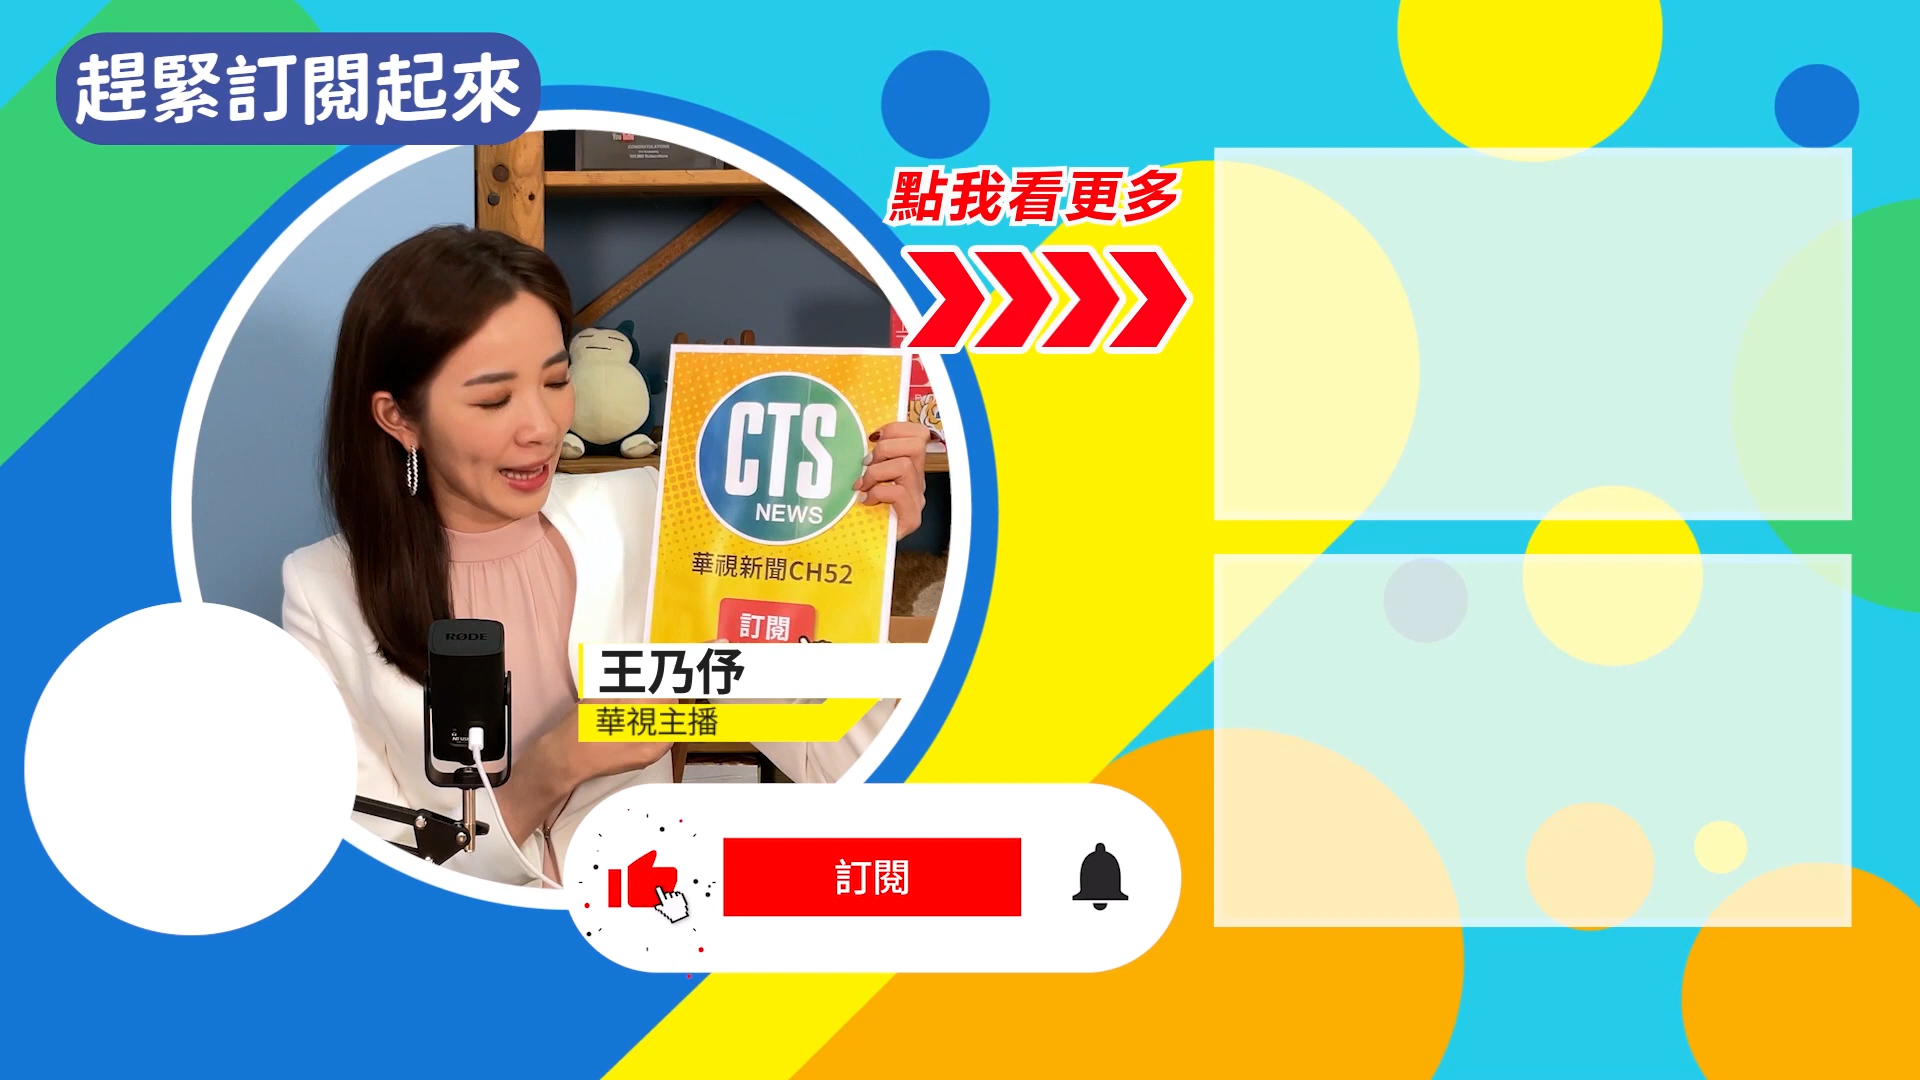 趕緊訂閱起來
點我看更多
CONGRATULATIONS
CTS
NEWS
華視新聞CH52
訂閱
王乃伃
華視主播
RØDE
訂閱